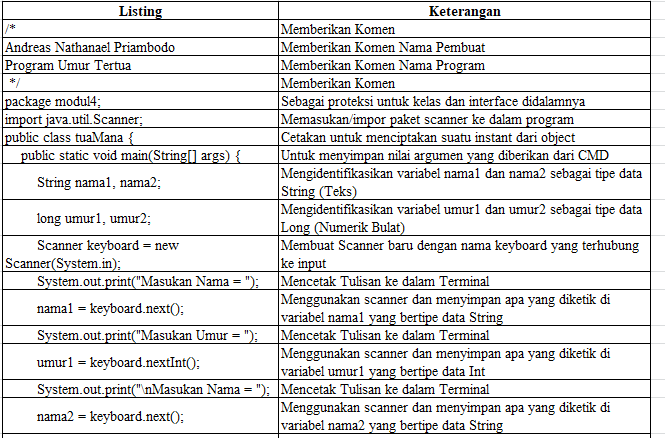 Listing Keterangan
/* Memberikan Komen
Andreas Nathanael Priambodo Memberikan Komen Nama Pembuat
Program Umur Tertua Memberikan Komen Nama Program
*/ Memberikan Komen
package modul4; Sebagai proteksi untuk kelas dan interface didalamnya
import java.util.Scanner; Memasukan/impor paket scanner ke dalam program
public class tuaMana { Cetakan untuk menciptakan suatu instant dari object
public static void main(String[] args) { Untuk menyimpan nilai argumen yang diberikan dari CMD
String nama1, nama2; Mengidentifikasikan variabel nama1 dan nama2 sebagai tipe data
String (Teks)
long umur1, umur2; Mengidentifikasikan variabel umur1 dan umur2 sebagai tipe data
Long (Numerik Bulat)
Scanner keyboard = new Membuat Scanner baru dengan nama keyboard yang terhubung
Scanner(System.in); ke input
System.out.print("Masukan Nama = "); Mencetak Tulisan ke dalam Terminal
nama1 = keyboard.next(); Menggunakan scanner dan menyimpan apa yang diketik di
variabel nama1 yang bertipe data String
System.out.print("Masukan Umur = "); Mencetak Tulisan ke dalam Terminal
umur1 = keyboard.nextInt(); Menggunakan scanner dan menyimpan apa yang diketik di
variabel umur1 yang bertipe data Int
System.out.print("\nMasukan Nama = "); Mencetak Tulisan ke dalam Terminal
nama2 = keyboard.next(); Menggunakan scanner dan menyimpan apa yang diketik di
variabel nama2 yang bertipe data String